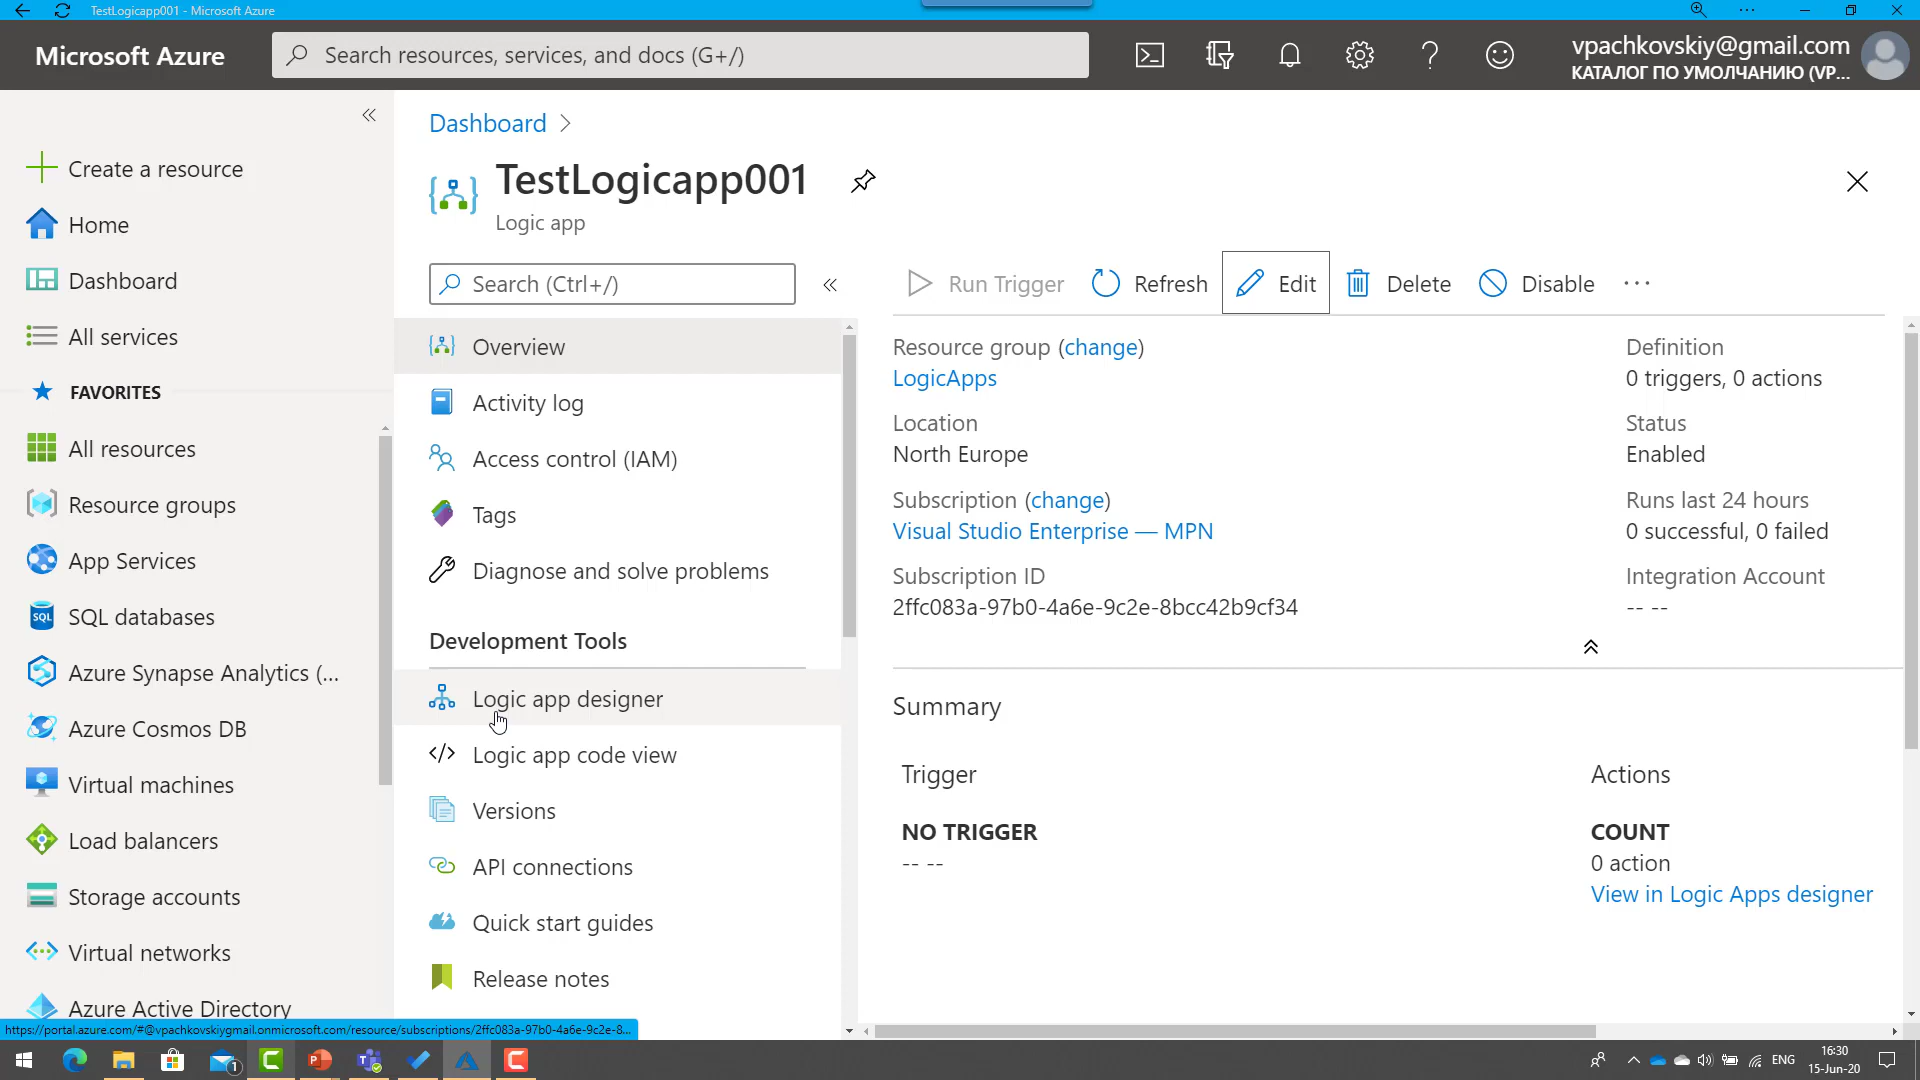 TestLogicapp001 - Microsoft Azure
Microsoft Azure
Search resources, services, and docs (G+/)
vpachkovskiy@gmail.com
КАТАЛОГ ПО УМОЛЧАНИЮ (VP...
Create a resource
Home
Dashboard
All services
FAVORITES
All resources
Resource groups
App Services
SQL databases
Azure Synapse Analytics (...
Azure Cosmos DB
Virtual machines
Load balancers
Storage accounts
Virtual networks
Azure Active Directory
Dashboard
TestLogicapp001
Logic app
Search (Ctrl+/)
Overview
Activity log
Access control (IAM)
Tags
Diagnose and solve problems
Development Tools
Logic app designer
Logic app code view
Versions
API connections
Quick start guides
Release notes
Run Trigger
Refresh
Edit
Delete
Disable
Resource group (change)
LogicApps
Location
North Europe
Subscription (change)
Visual Studio Enterprise — MPN
Subscription ID
2ffc083a-97b0-4a6e-9c2e-8bcc42b9cf34
Definition
0 triggers, 0 actions
Status
Enabled
Runs last 24 hours
0 successful, 0 failed
Integration Account
-- --
Summary
Trigger
NO TRIGGER
-- --
Actions
COUNT
0 action
View in Logic Apps designer
https://portal.azure.com/#@vpachkovskiygmail.onmicrosoft.com/resource/subscriptions/2ffc083a-97b0-4a6e-9c2e-8...
ENG
16:30
15-Jun-20